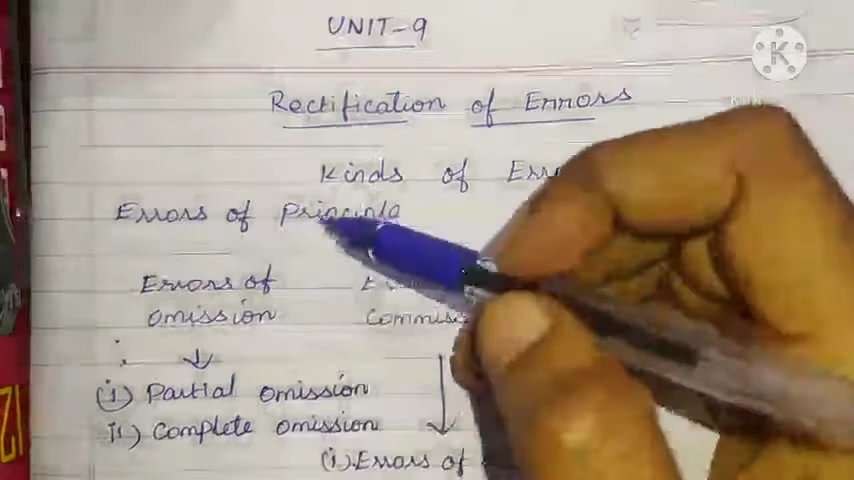 UNIT-9
Rectification of Errors
Kinds of
Errors of Principle
Errors of
omission
(i) Partial omission
ii) Complete omission
(i) Errors of
K